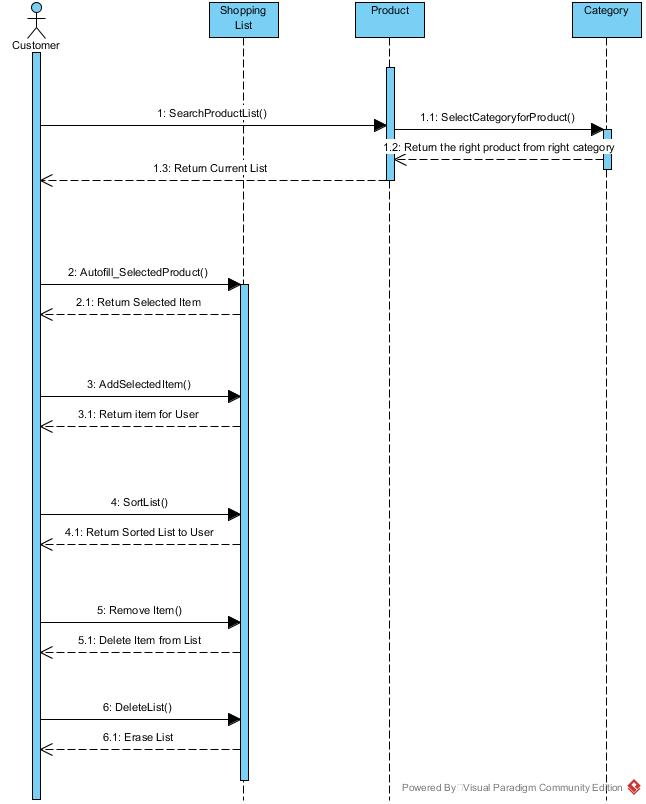 Customer
Shopping
List
Product
Category
1: SearchProductList()
1.1: SelectCategoryforProduct()
1.2: Return the right product from right category
1.3: Return Current List
2: Autofill_SelectedProduct()
2.1: Return Selected Item
3: AddSelectedItem()
3.1: Return item for User
4: SortList()
4.1: Return Sorted List to User
5: Remove Item()
5.1: Delete Item from List
6: DeleteList()
6.1: Erase List
Powered By Visual Paradigm Community Edition